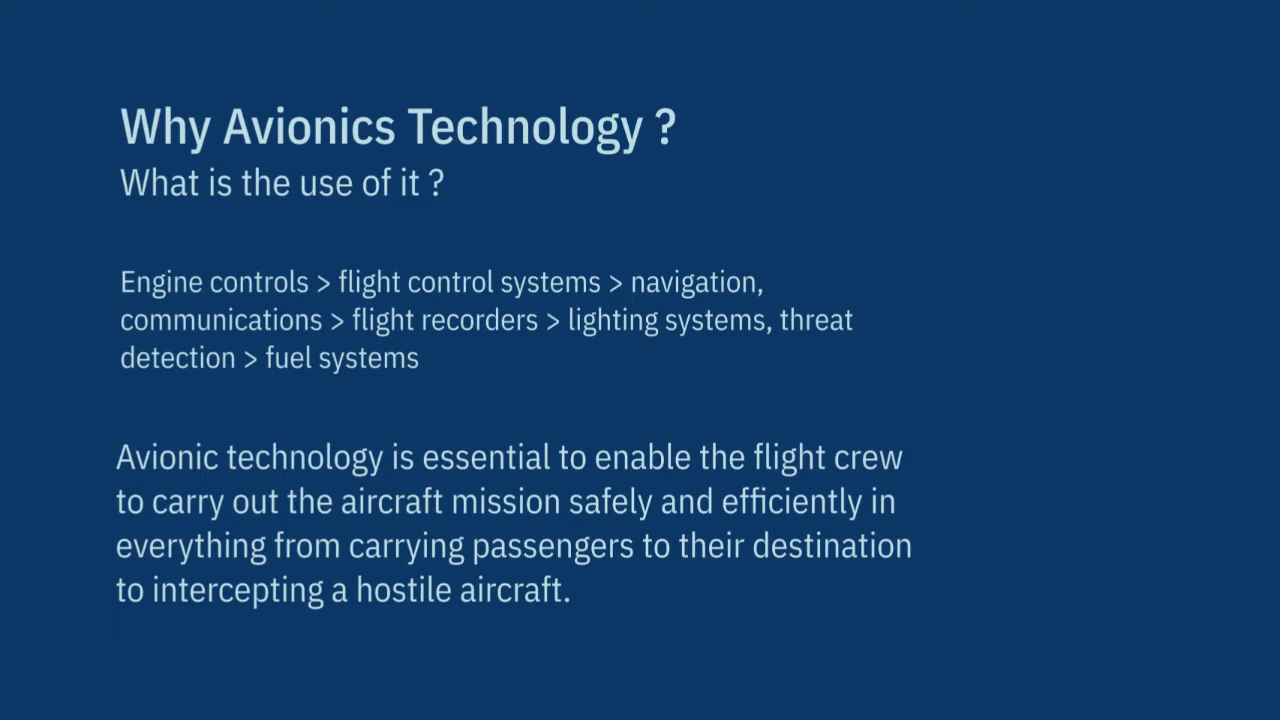 Why Avionics Technology ?
What is the use of it ?
Engine controls > flight control systems > navigation,
communications > flight recorders > lighting systems, threat
detection > fuel systems
Avionic technology is essential to enable the flight crew
to carry out the aircraft mission safely and efficiently in
everything from carrying passengers to their destination
to intercepting a hostile aircraft.